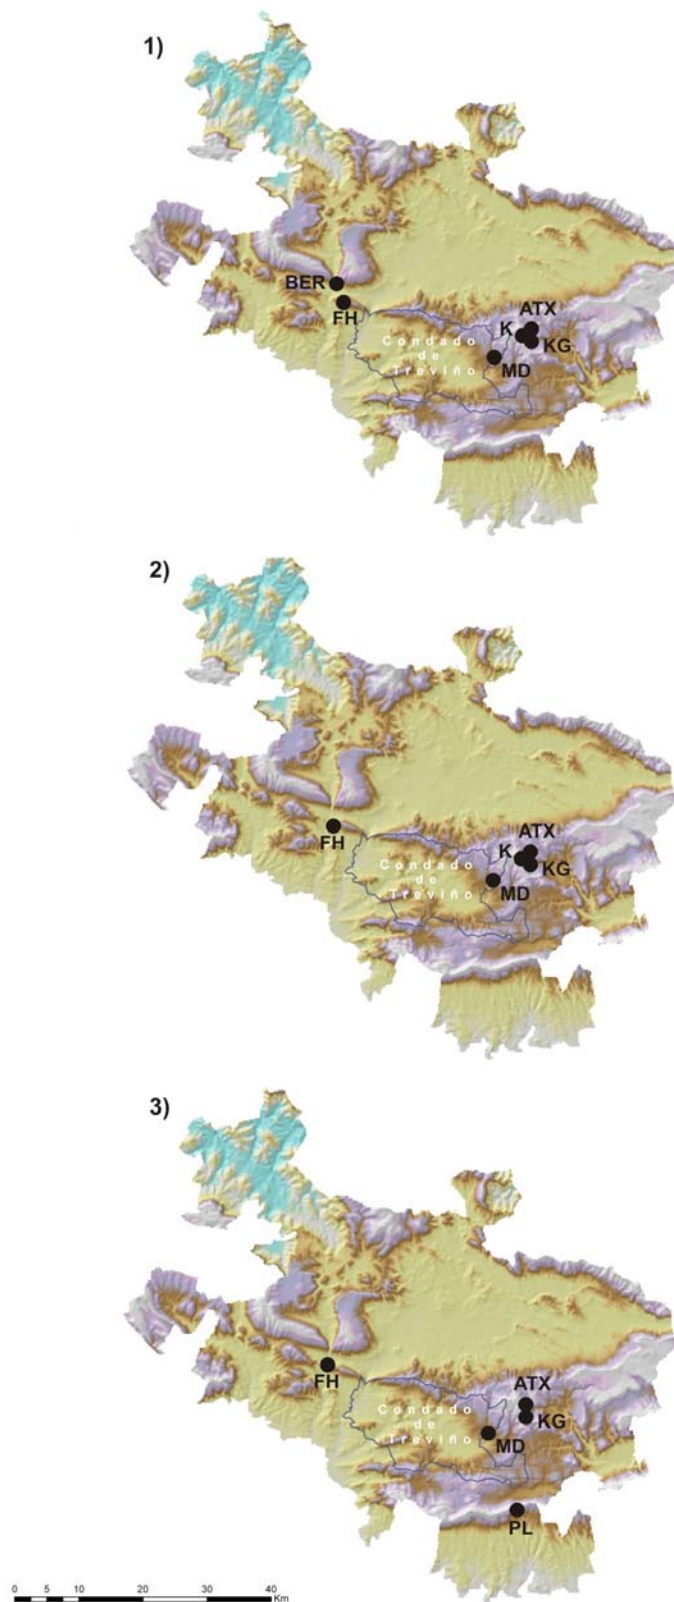 1)
BER
FH
ATX
K
KG
MD
Condado
de
Treviño
2)
FH
ATX
K
KG
MD
Condado
de
Treviño
3)
FH
ATX
KG
MD
Condado
de
Treviño
PL
0 5 10 20 30 40
Km